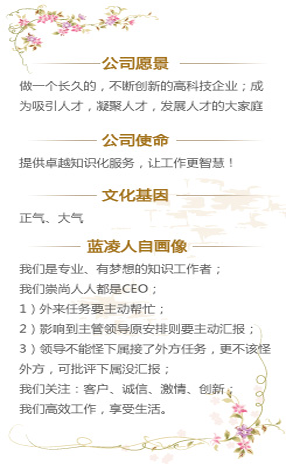 公司愿景
做一个长久的，不断创新的高科技企业；成
为吸引人才，凝聚人才，发展人才的大家庭
公司使命
提供卓越知识化服务，让工作更智慧！
文化基因
正气、大气
蓝凌人自画像
我们是专业、有梦想的知识工作者；
我们崇尚人人都是CEO；
1）外来任务要主动帮忙；
2）影响到主管领导原安排则要主动汇报；
3）领导不能怪下属接了外方任务，更不该怪
外方，可批评下属没汇报；
我们关注：客户、诚信、激情、创新；
我们高效工作，享受生活。